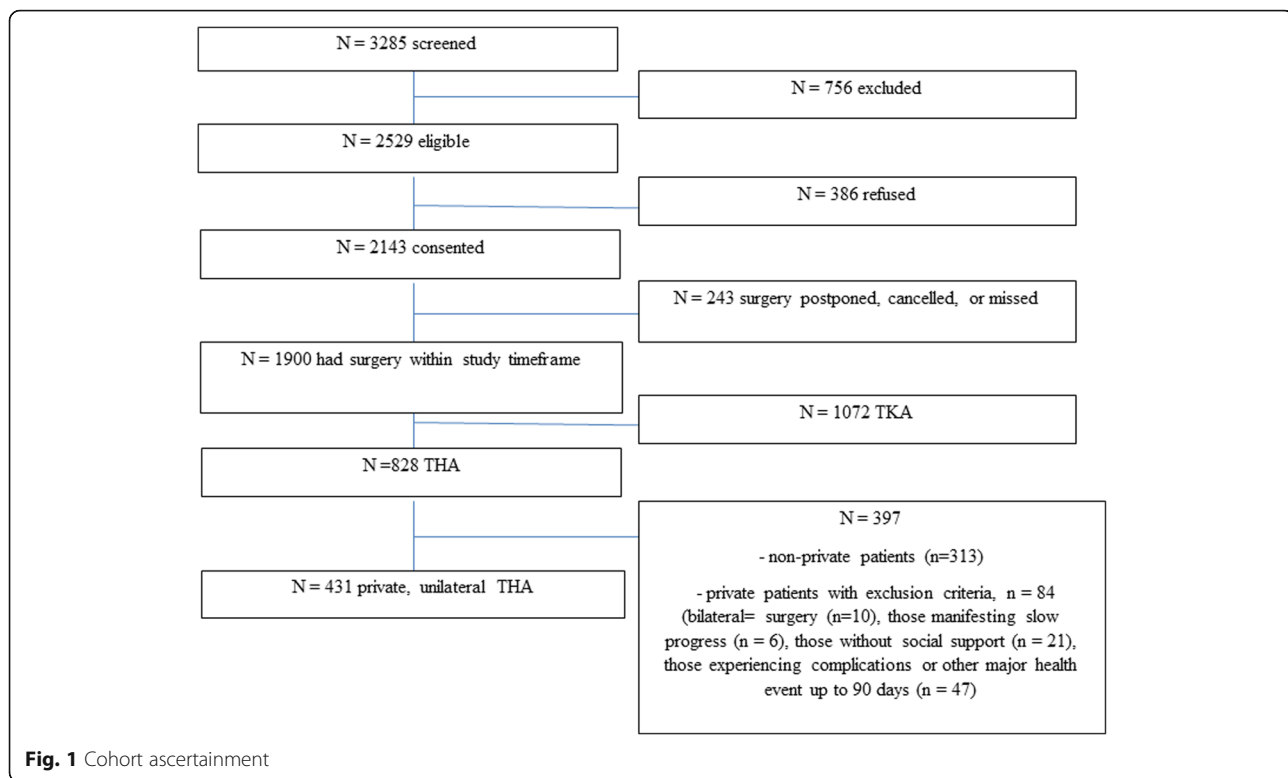 N = 3285 screened
N = 756 excluded
N = 2529 eligible
N = 386 refused
N = 2143 consented
N = 243 surgery postponed, cancelled, or missed
N = 1900 had surgery within study timeframe
N = 1072 TKA
N =828 THA
N = 397
- non-private patients (n=313)
- private patients with exclusion criteria, n = 84
(bilateral= surgery (n=10), those manifesting slow
progress (n = 6), those without social support (n = 21),
those experiencing complications or other major health
event up to 90 days (n = 47)
N = 431 private, unilateral THA
Fig. 1 Cohort ascertainment